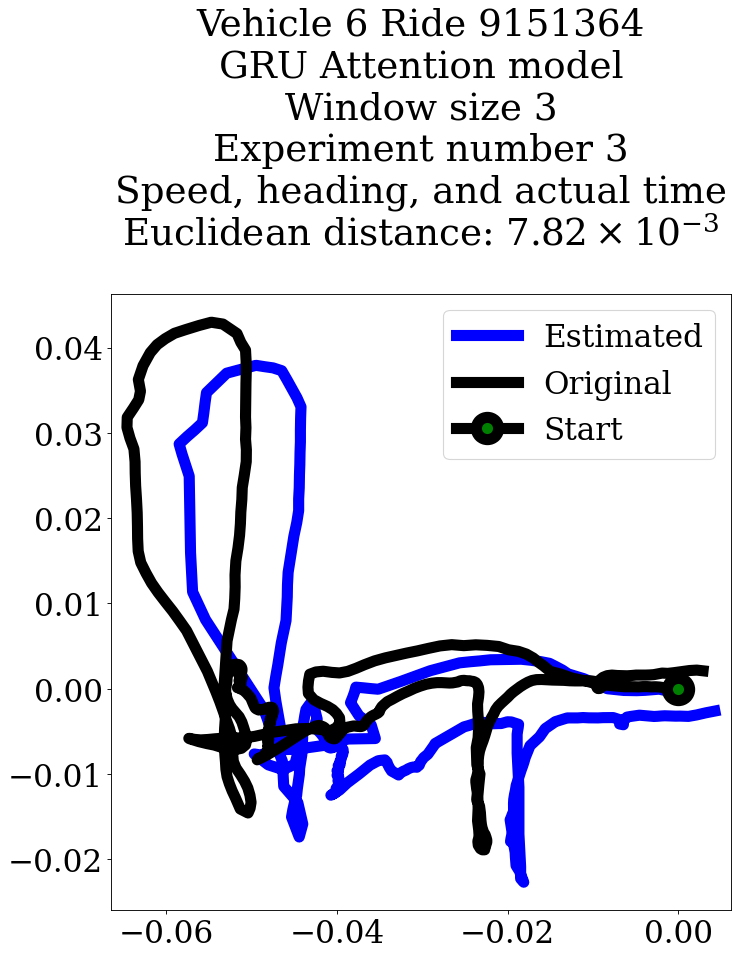 Vehicle 6 Ride 9151364
GRU Attention model
Window size 3
Experiment number 3
Speed, heading, and actual time
Euclidean distance: 7.82 × 10⁻³
Estimated
Original
Start
0.04
0.03
0.02
0.01
0.00
−0.01
−0.02
−0.06
−0.04
−0.02
0.00